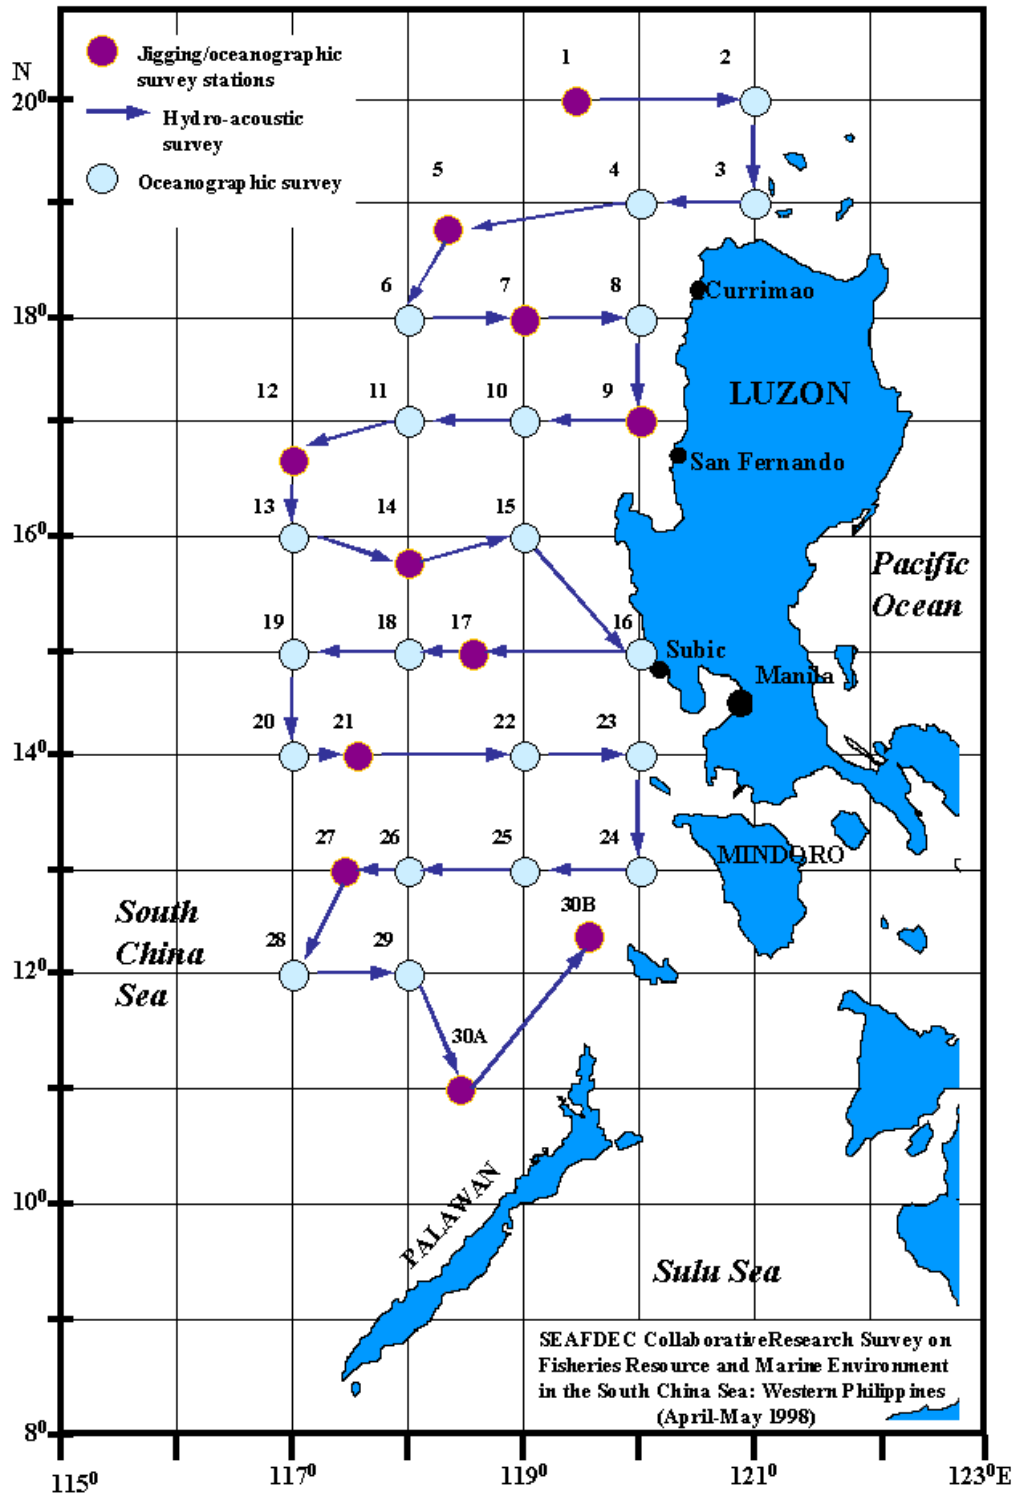 Jigging/oceanographic
survey stations
Hydro-acoustic
survey
Oceanographic survey
N
20⁰
18⁰
16⁰
14⁰
12⁰
10⁰
8⁰
115⁰
117⁰
119⁰
121⁰
123⁰E
1
2
3
4
5
6
7
8
9
10
11
12
13
14
15
16
17
18
19
20
21
22
23
24
25
26
27
28
29
30A
30B
Currimao
LUZON
San Fernando
Pacific
Ocean
Subic
Manila
MINDORO
South
China
Sea
PALAWAN
Sulu Sea
SEAFDEC CollaborativeResearch Survey on
Fisheries Resource and Marine Environment
in the South China Sea: Western Philippines
(April-May 1998)